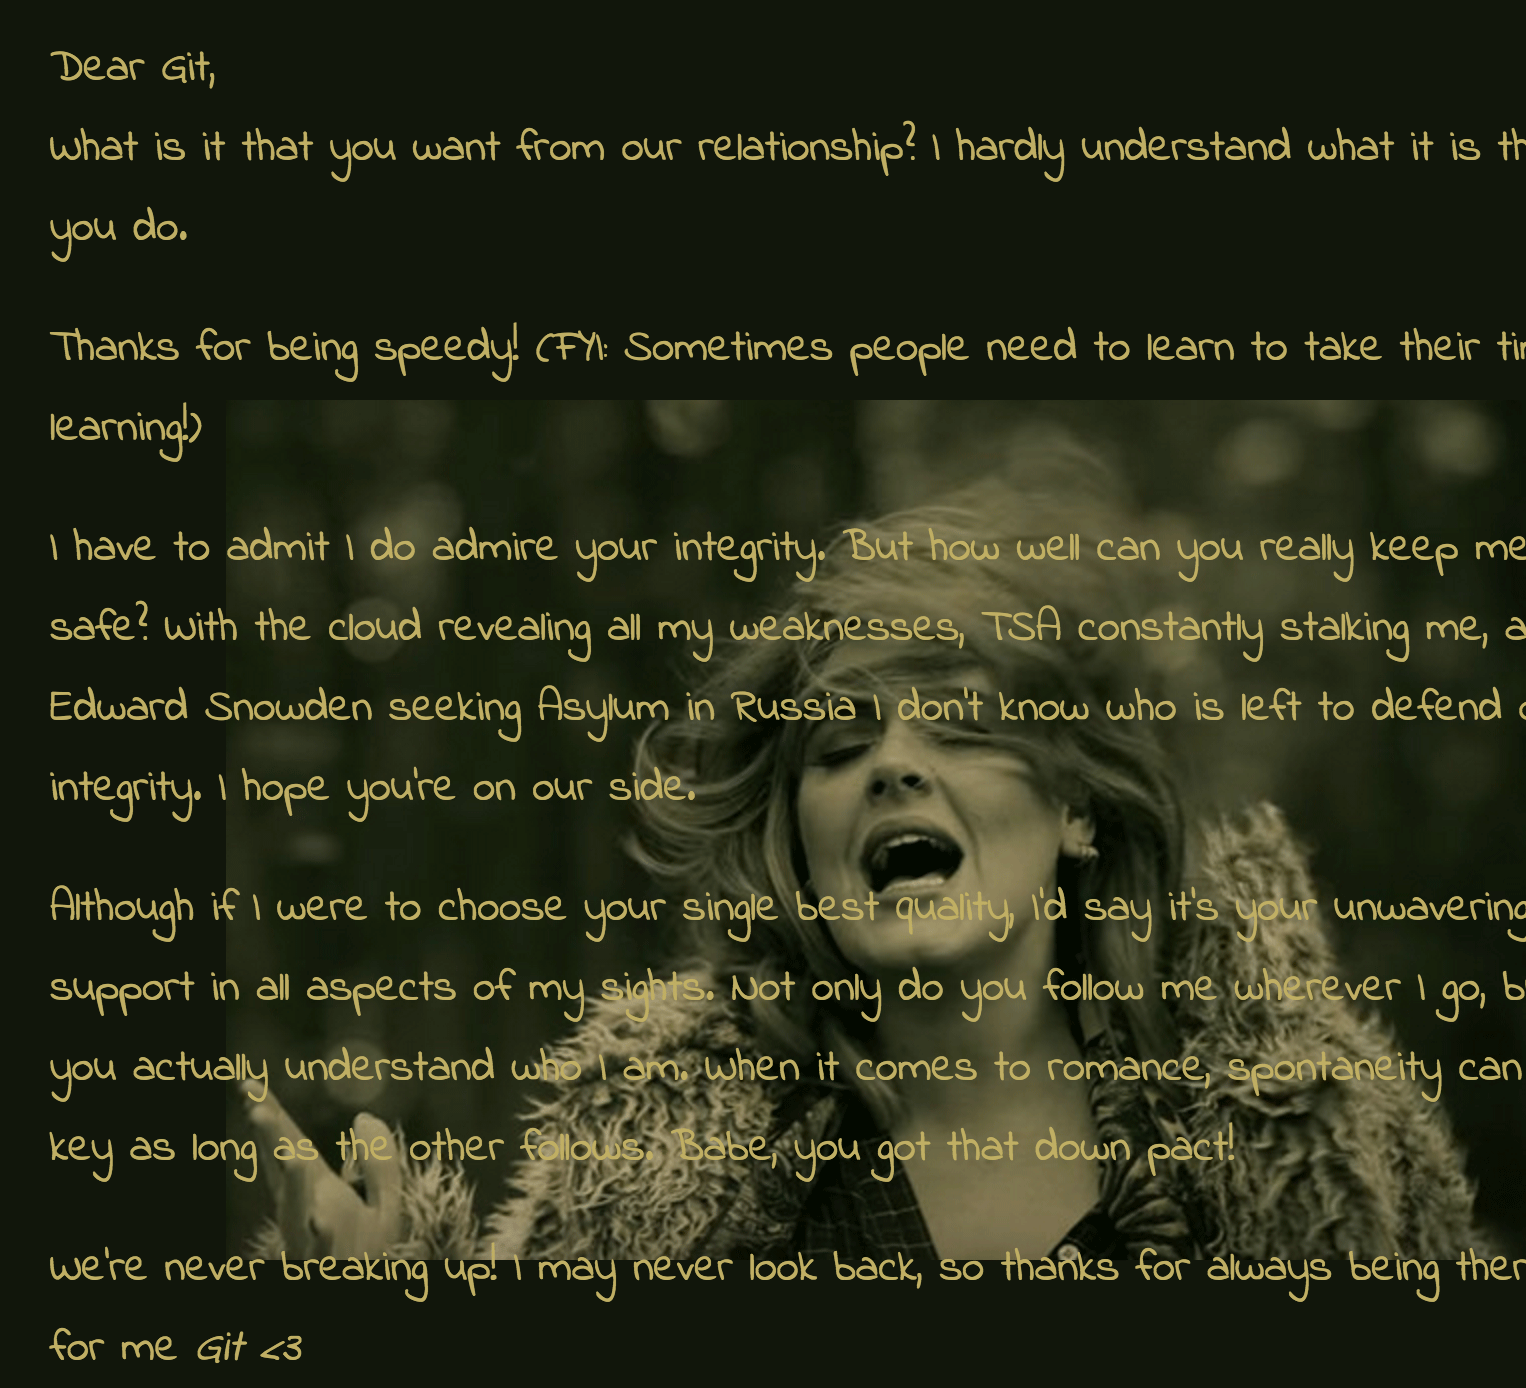 Dear Git,
What is it that you want from our relationship? I hardly understand what it is th
you do.
Thanks for being speedy! (FYI: Sometimes people need to learn to take their tim
learning!)
I have to admit I do admire your integrity. But how well can you really keep me
safe? With the cloud revealing all my weaknesses, TSA constantly stalking me, a
Edward Snowden seeking Asylum in Russia I don't know who is left to defend o
integrity. I hope you're on our side.
Although if I were to choose your single best quality, I'd say it's your unwavering
support in all aspects of my sights. Not only do you follow me wherever I go, b
you actually understand who I am. When it comes to romance, spontaneity can
key as long as the other follows. Babe, you got that down pact!
We're never breaking up! I may never look back, so thanks for always being ther
for me Git <3